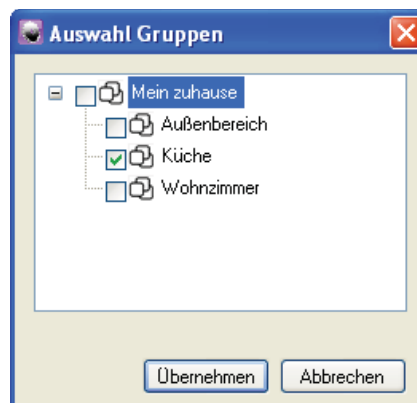 Auswahl Gruppen
Mein zuhause
Außenbereich
Küche
Wohnzimmer
Übernehmen Abbrechen